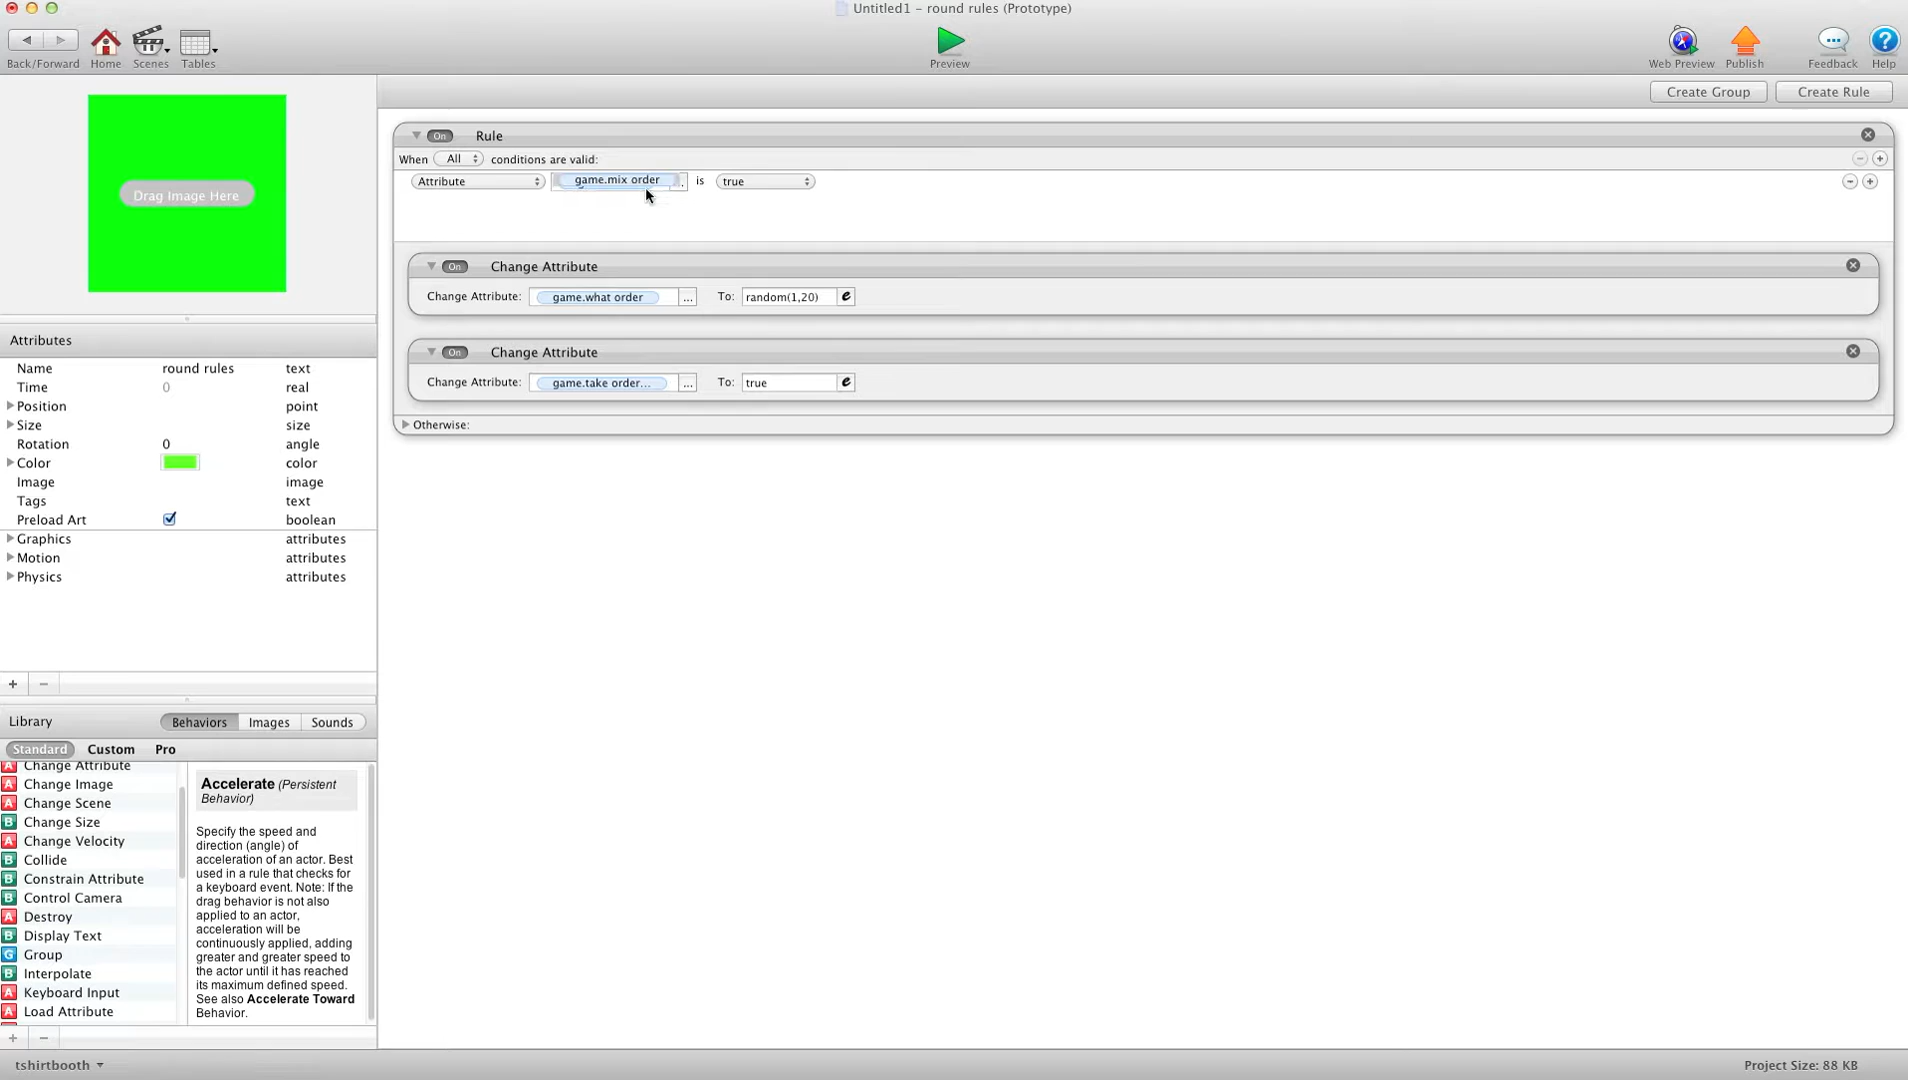 Untitled1 – round rules (Prototype)
Back/Forward Home Scenes Tables Preview Web Preview Publish Feedback Help
Create Group Create Rule
Drag Image Here
On Rule
When All conditions are valid:
Attribute game.mix order is true
On Change Attribute
Change Attribute: game.what order ... To: random(1,20) e
On Change Attribute
Change Attribute: game.take order... ... To: true e
Otherwise:
Attributes
Name round rules text
Time 0 real
Position point
Size size
Rotation 0 angle
Color color
Image image
Tags text
Preload Art boolean
Graphics attributes
Motion attributes
Physics attributes
Library Behaviors Images Sounds
Standard Custom Pro
A Change Attribute
A Change Image
A Change Scene
B Change Size
A Change Velocity
B Collide
B Constrain Attribute
B Control Camera
A Destroy
B Display Text
G Group
B Interpolate
A Keyboard Input
A Load Attribute
Accelerate (Persistent
Behavior)
Specify the speed and
direction (angle) of
acceleration of an actor. Best
used in a rule that checks for
a keyboard event. Note: If the
drag behavior is not also
applied to an actor,
acceleration will be
continuously applied, adding
greater and greater speed to
the actor until it has reached
its maximum defined speed.
See also Accelerate Toward
Behavior.
tshirtbooth
Project Size: 88 KB